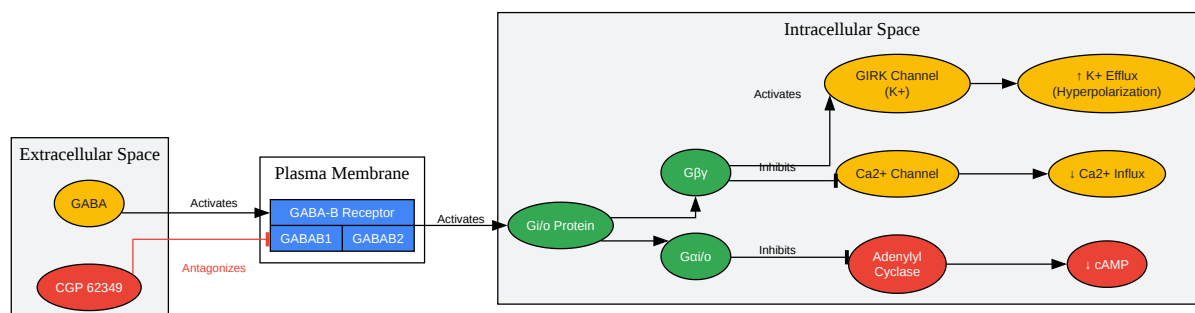 Intracellular Space
GIRK Channel
(K+)
↑ K+ Efflux
(Hyperpolarization)
Activates
Extracellular Space
Plasma Membrane
Gβγ
Inhibits
Ca2+ Channel
↓ Ca2+ Influx
GABA
Activates
GABA-B Receptor
GABAB1
GABAB2
Activates
Gi/o Protein
Antagonizes
CGP 62349
Gαi/o
Inhibits
Adenylyl
Cyclase
↓ cAMP